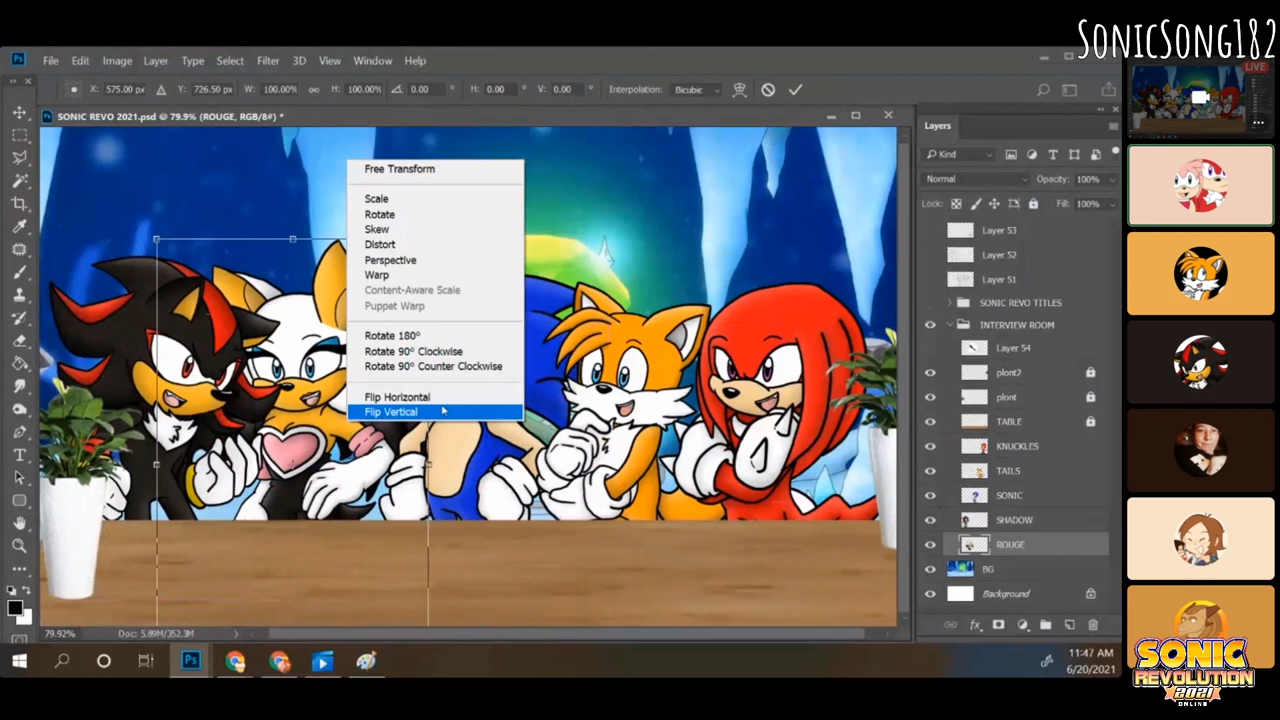 SONICSONG182
LIVE
Ps File Edit Image Layer Type Select Filter 3D View Window Help
X: 575.00 px Y: 726.50 px W: 100.00% H: 100.00% 0.00 ° H: 0.00 ° V: 0.00 ° Interpolation: Bicubic
Ps SONIC REVO 2021.psd @ 79.9% (ROUGE, RGB/8#) *
Free Transform
Scale
Rotate
Skew
Distort
Perspective
Warp
Content-Aware Scale
Puppet Warp
Rotate 180°
Rotate 90° Clockwise
Rotate 90° Counter Clockwise
Flip Horizontal
Flip Vertical
Layers
Kind
Normal Opacity: 100%
Lock: Fill: 100%
Layer 53
Layer 52
Layer 51
SONIC REVO TITLES
INTERVIEW ROOM
Layer 54
plont2
plont
TABLE
KNUCKLES
TAILS
SONIC
SHADOW
ROUGE
BG
Background
79.92% Doc: 5.89M/352.3M
Ps
11:47 AM
6/20/2021
SONIC
REVOLUTION
2021
ONLINE